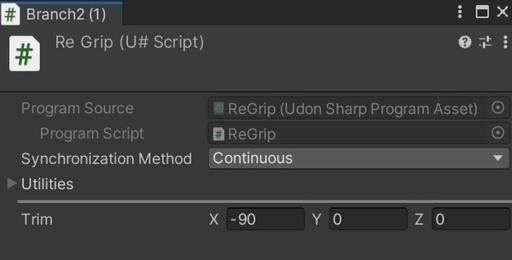 Branch2 (1)
# Re Grip (U# Script)
Program Source ReGrip (Udon Sharp Program Asset)
Program Script ReGrip
Synchronization Method Continuous
Utilities
Trim X -90 Y 0 Z 0